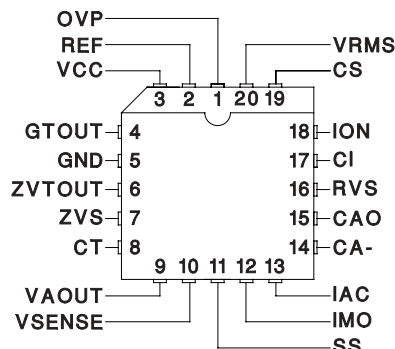 OVP
REF
VRMS
VCC
CS
3 2 1 20 19
GTOUT 4
18 ION
GND 5
17 CI
ZVTOUT 6
16 RVS
ZVS 7
15 CAO
CT 8
14 CA-
9 10 11 12 13
VAOUT
IAC
VSENSE
IMO
SS